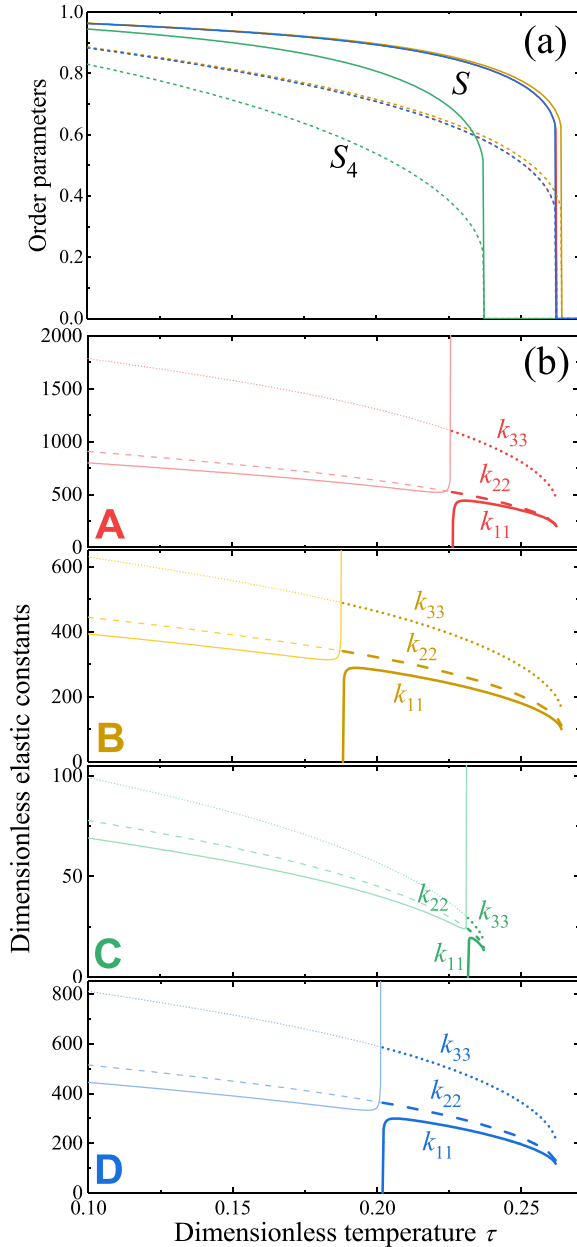 (a)
1.0
0.8
0.6
0.4
0.2
0.0
Order parameters
S
S4
(b)
2000
1500
1000
500
0
k33
k22
k11
A
600
400
200
0
k33
k22
k11
B
100
50
0
k22
k33
k11
C
800
600
400
200
0
k33
k22
k11
D
Dimensionless elastic constants
0.10
0.15
0.20
0.25
Dimensionless temperature τ